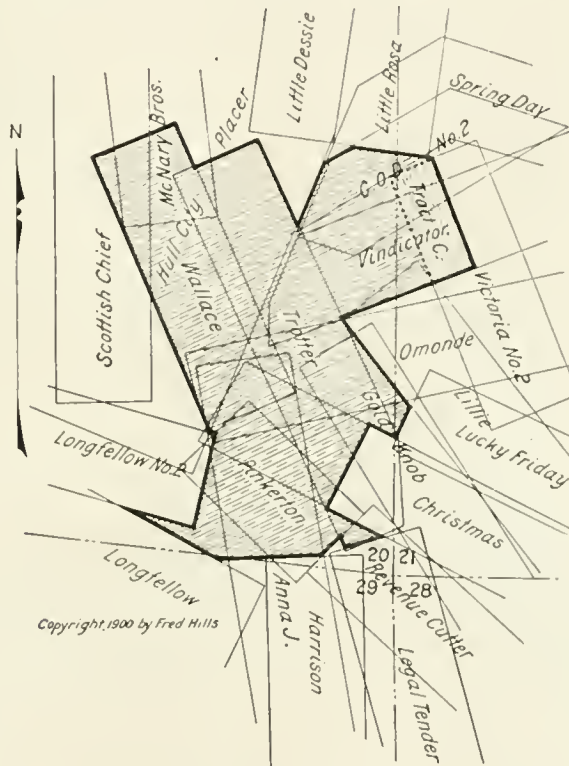 N
Little Dessie
Little Rosa
Spring Day
McNary Bros.
Placer
G.O.P. No. 2
Tract C.
Hull City
Vindicator
Scottish Chief
Wallace
Trotter
Victoria No. 2
Omonde
Gold Knob
Lillie
Lucky Friday
Longfellow No. 2
Pinkerton
Christmas
20 21
29 28
Longfellow
Anna J.
Harrison
Revenue Cutter
Legal Tender
Copyright, 1900 by Fred Hills